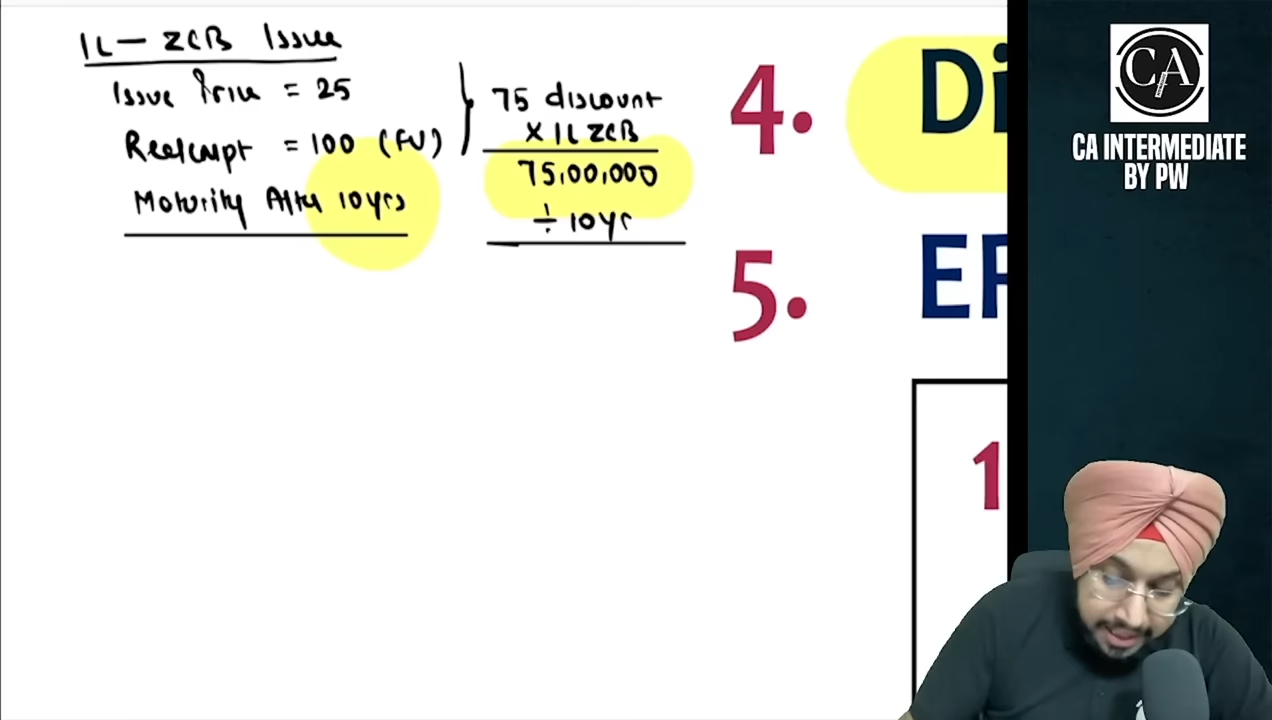 1L - ZCB Issue
Issue Price = 25
= 100 (FV)
Maturity After 10yrs
75 discount
X 1L ZCB
75,00,000
÷ 10yr
4. Di
5. EF
1
CA
CA INTERMEDIATE
BY PW